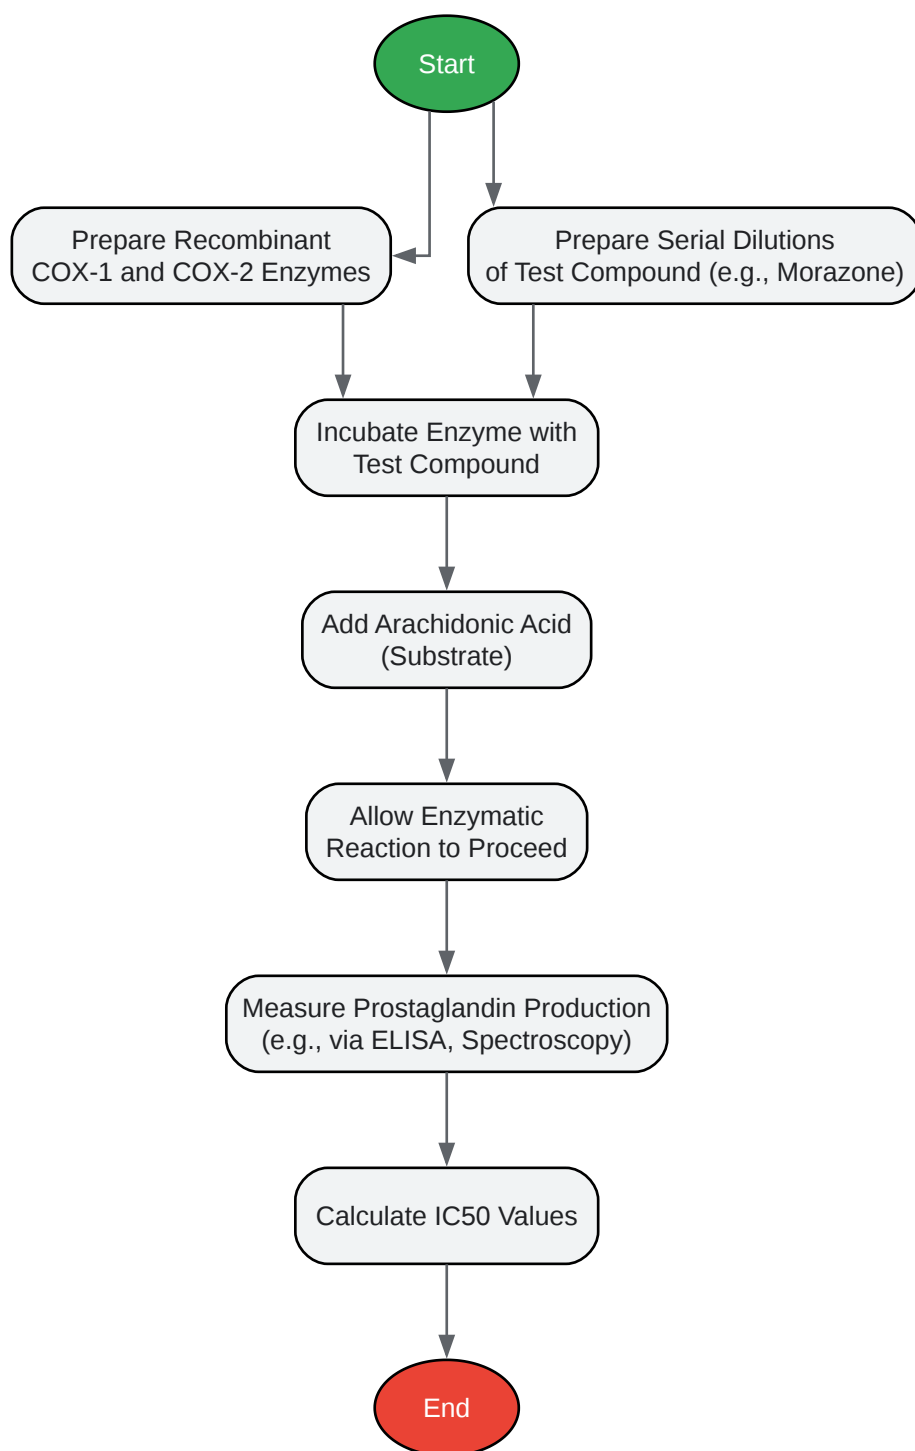 Start
Prepare Recombinant
COX-1 and COX-2 Enzymes
Prepare Serial Dilutions
of Test Compound (e.g., Morazone)
Incubate Enzyme with
Test Compound
Add Arachidonic Acid
(Substrate)
Allow Enzymatic
Reaction to Proceed
Measure Prostaglandin Production
(e.g., via ELISA, Spectroscopy)
Calculate IC50 Values
End